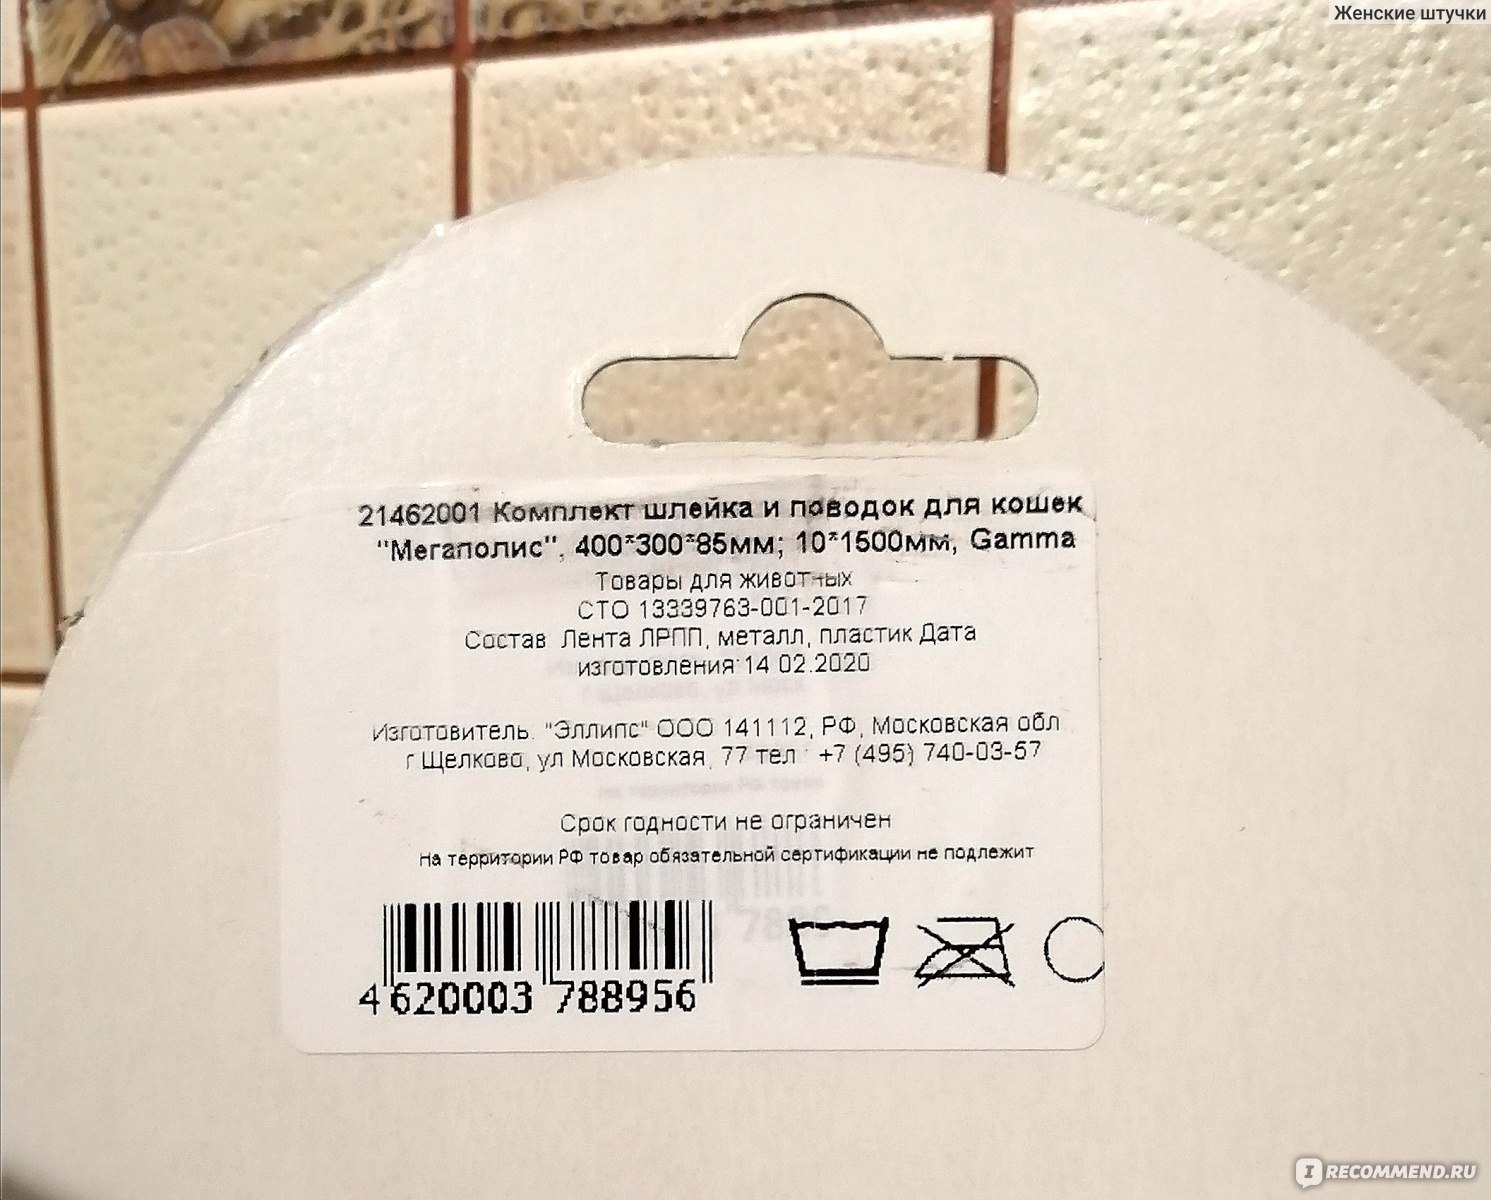 Женские штучки
21462001 Комплект шлейка и поводок для кошек
"Мегаполис", 400*300*85мм; 10*1500мм, Gamma
Товары для животных
СТО 13339763-001-2017
Состав Лента ЛРПП, металл, пластик Дата
изготовления 14 02.2020
Изготовитель. "Эллипс" ООО 141112, РФ, Московская обл
г Щелково, ул Московская, 77 тел : +7 (495) 740-03-57
Срок годности не ограничен
На территории РФ товар обязательной сертификации не подлежит
4 620003 788956
IRECOMMEND.RU